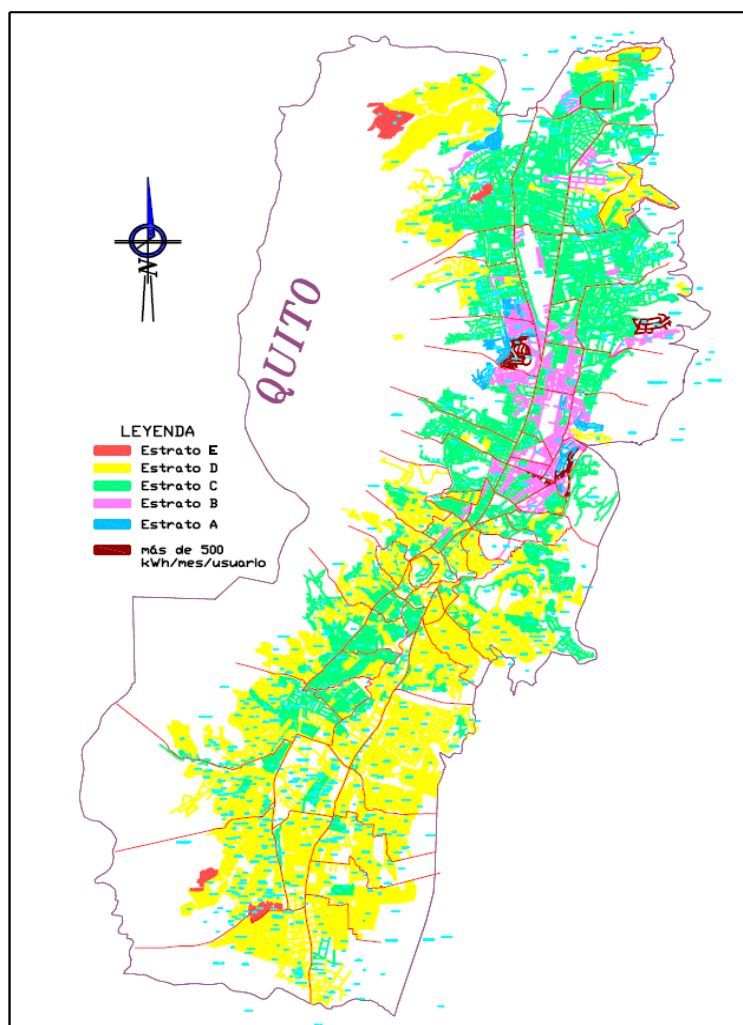 N
QUITO
LEYENDA
Estrato E
Estrato D
Estrato C
Estrato B
Estrato A
más de 500
kWh/mes/usuario